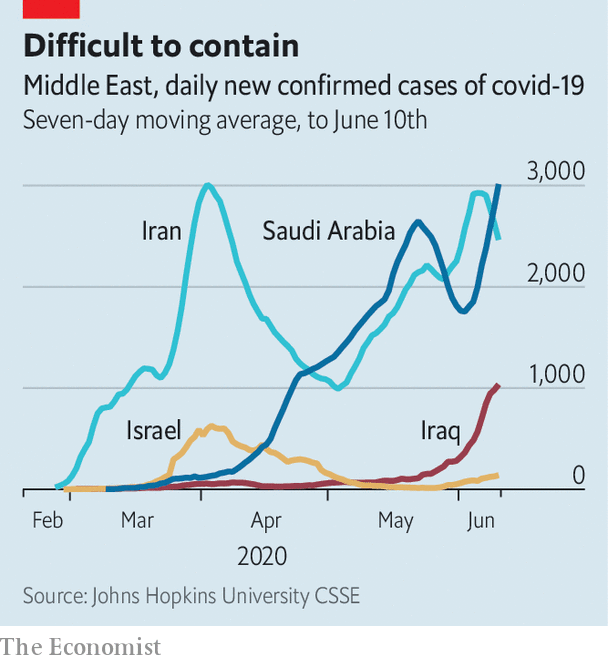 Difficult to contain
Middle East, daily new confirmed cases of covid-19
Seven-day moving average, to June 10th
3,000
Iran
Saudi Arabia
2,000
1,000
Israel
Iraq
0
Feb Mar Apr May Jun
2020
Source: Johns Hopkins University CSSE
The Economist